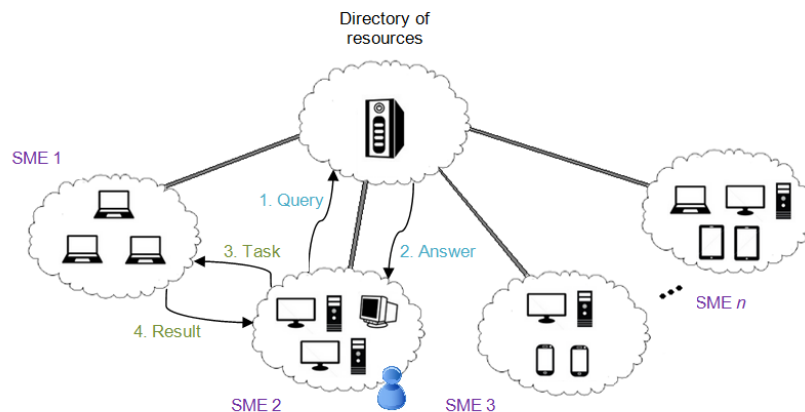 Directory of
resources
SME 1
1. Query
2. Answer
3. Task
4. Result
SME n
SME 2
SME 3